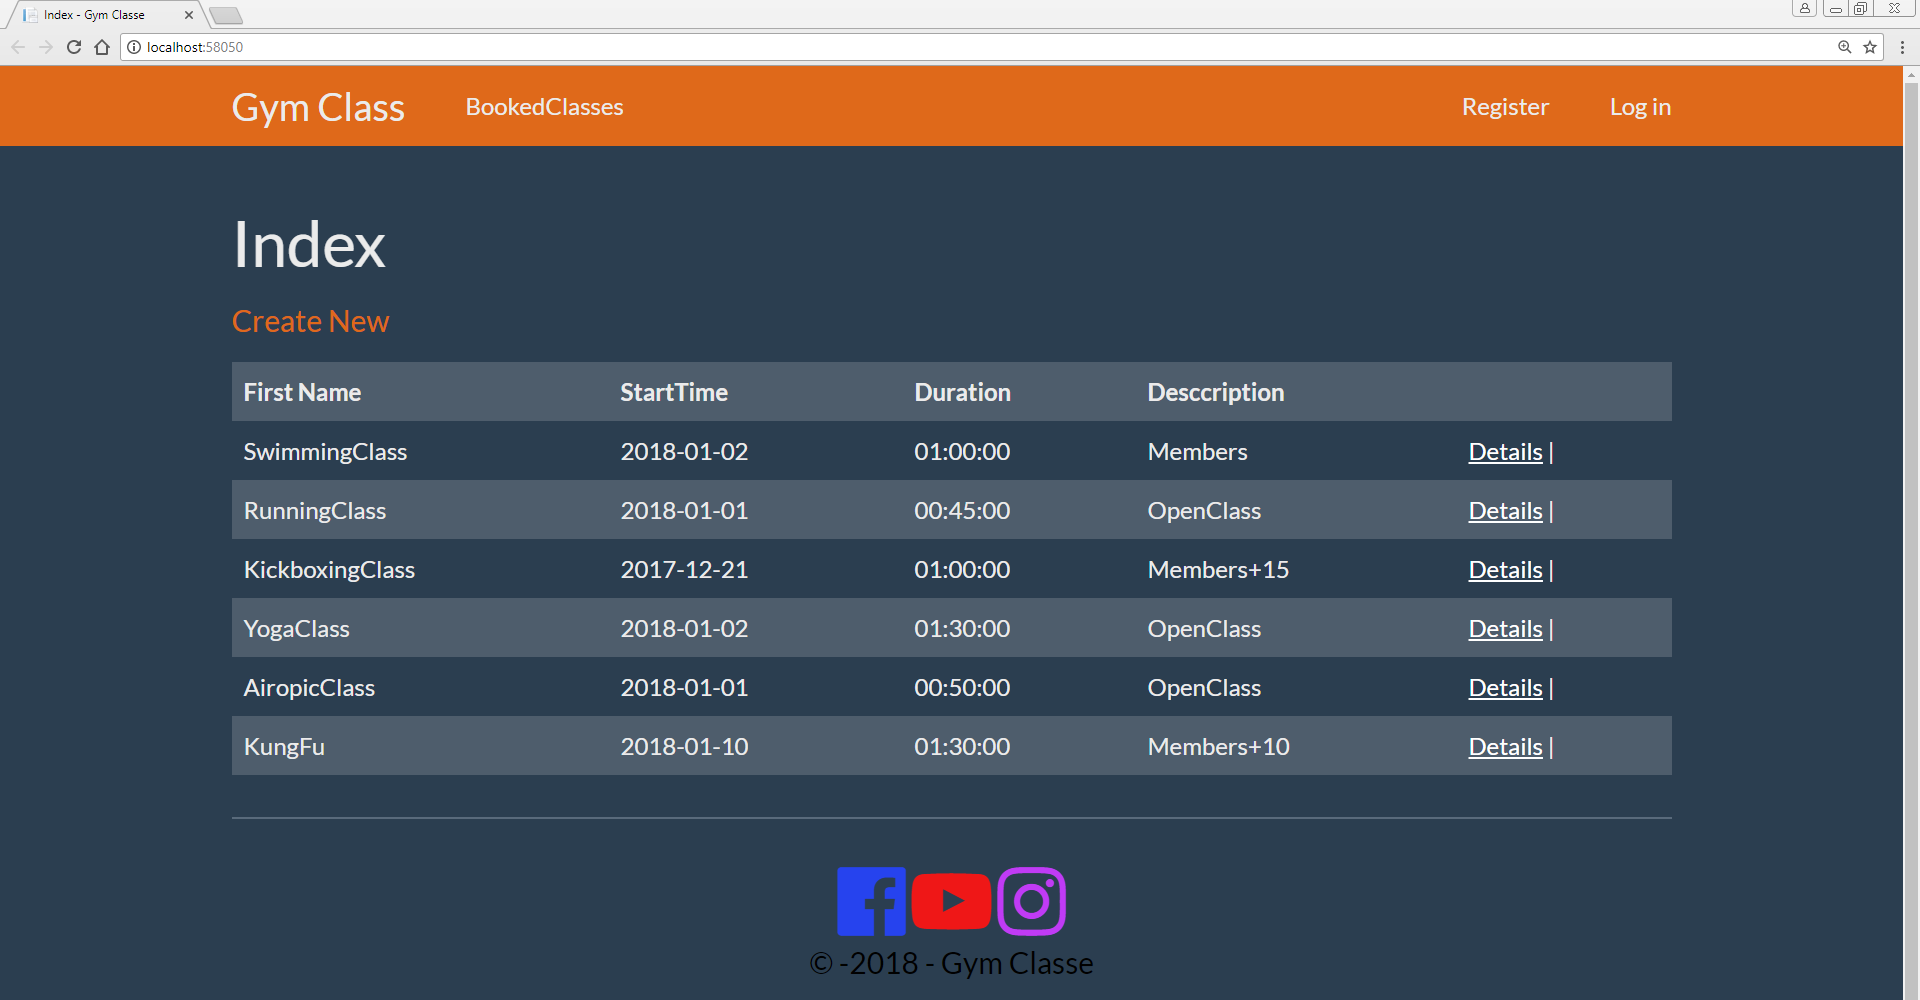 Index - Gym Classe
localhost:58050
Gym Class BookedClasses Register Log in
Index
Create New
First Name StartTime Duration Desccription
SwimmingClass 2018-01-02 01:00:00 Members Details |
RunningClass 2018-01-01 00:45:00 OpenClass Details |
KickboxingClass 2017-12-21 01:00:00 Members+15 Details |
YogaClass 2018-01-02 01:30:00 OpenClass Details |
AiropicClass 2018-01-01 00:50:00 OpenClass Details |
KungFu 2018-01-10 01:30:00 Members+10 Details |
© -2018 - Gym Classe